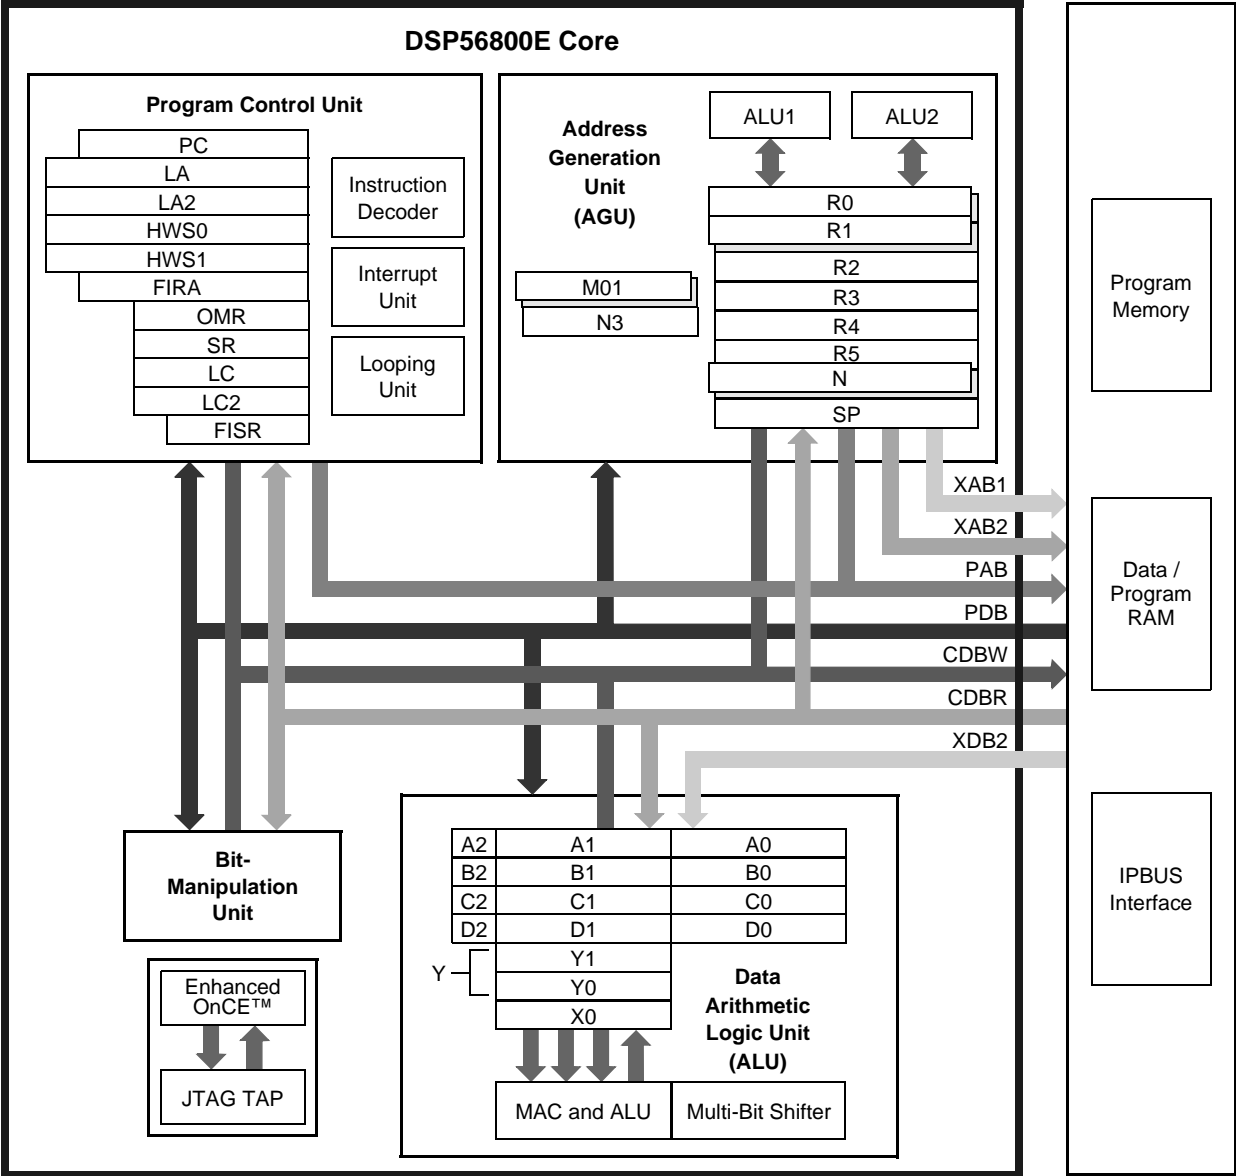 DSP56800E Core
Program Control Unit
PC
LA
LA2
HWS0
HWS1
FIRA
OMR
SR
LC
LC2
FISR
Instruction
Decoder
Interrupt
Unit
Looping
Unit
Address
Generation
Unit
(AGU)
ALU1
ALU2
R0
R1
R2
R3
R4
R5
N
SP
M01
N3
XAB1
XAB2
PAB
PDB
CDBW
CDBR
XDB2
Program
Memory
Data /
Program
RAM
IPBUS
Interface
Bit-
Manipulation
Unit
Enhanced
OnCE™
JTAG TAP
A2 A1 A0
B2 B1 B0
C2 C1 C0
D2 D1 D0
Y
Y1
Y0
X0
Data
Arithmetic
Logic Unit
(ALU)
MAC and ALU
Multi-Bit Shifter